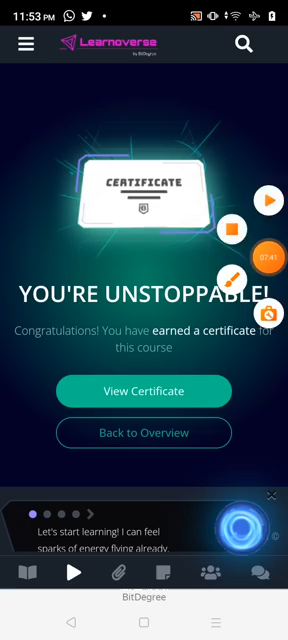 11:53 PM
Learnoverse
by BitDegree
CERTIFICATE
07:41
YOU'RE UNSTOPPABLE!
Congratulations! You have earned a certificate for
this course
View Certificate
Back to Overview
Let's start learning! I can feel
sparks of energy flying already.
BitDegree